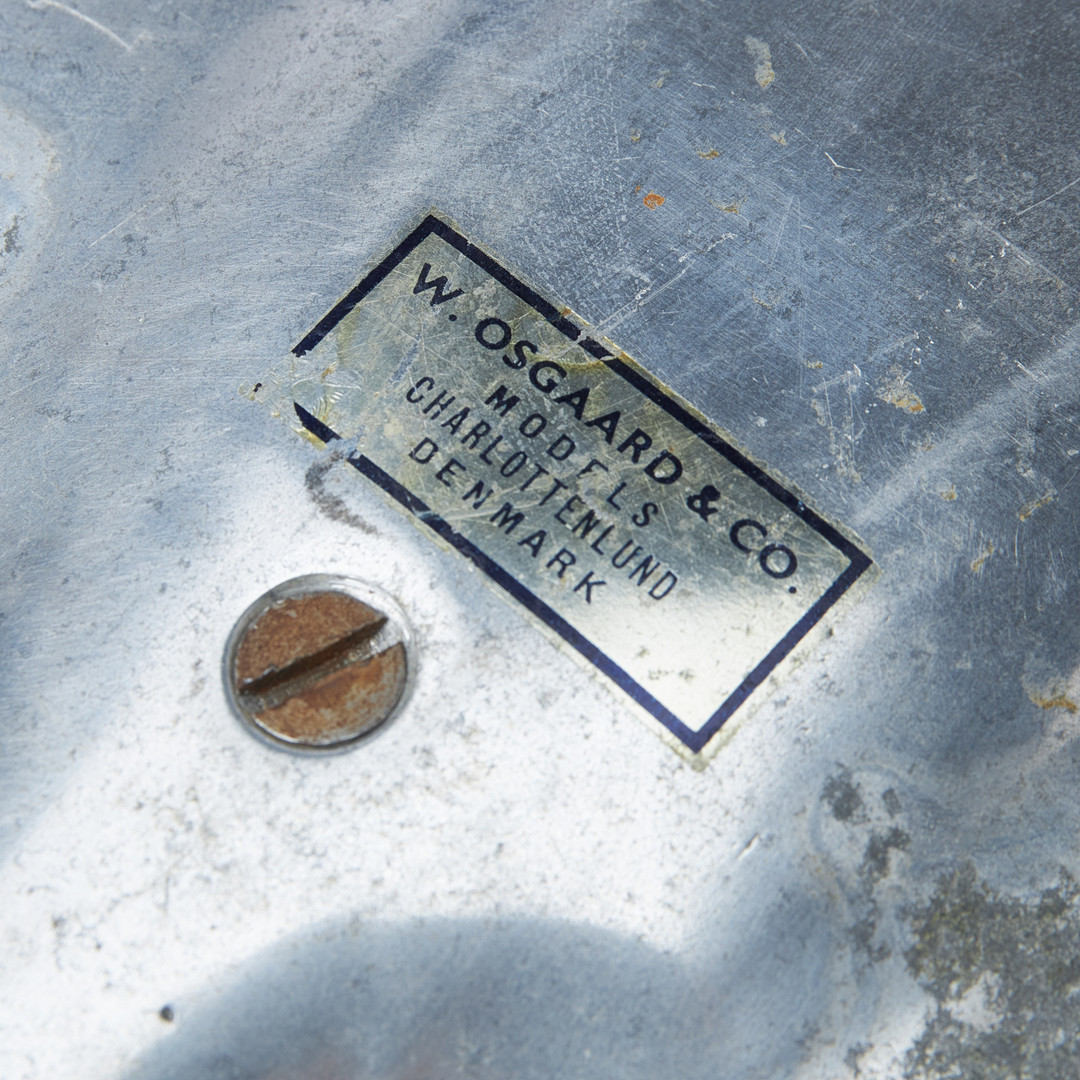 W. OSGAARD & CO.
MODELS
CHARLOTTENLUND
DENMARK